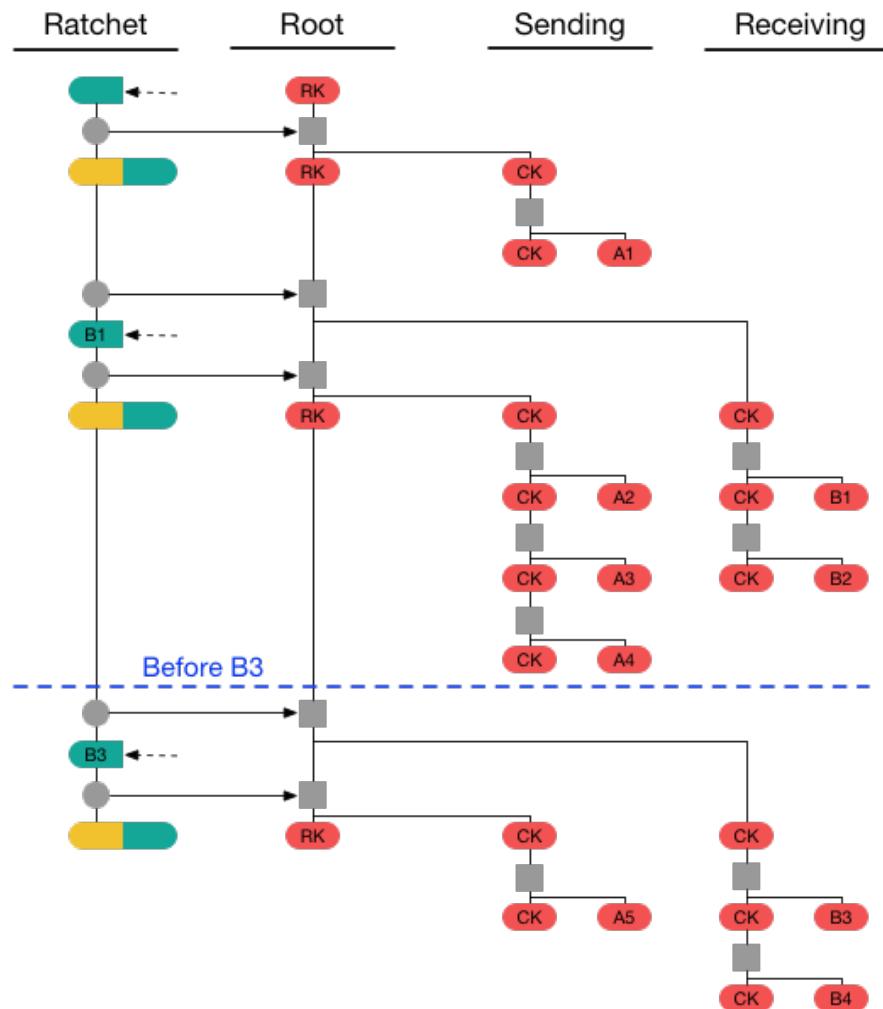 Ratchet Root Sending Receiving
RK
RK CK
CK A1
B1
RK CK CK
CK A2 CK B1
CK A3 CK B2
CK A4
Before B3
B3
RK CK CK
CK A5 CK B3
CK B4